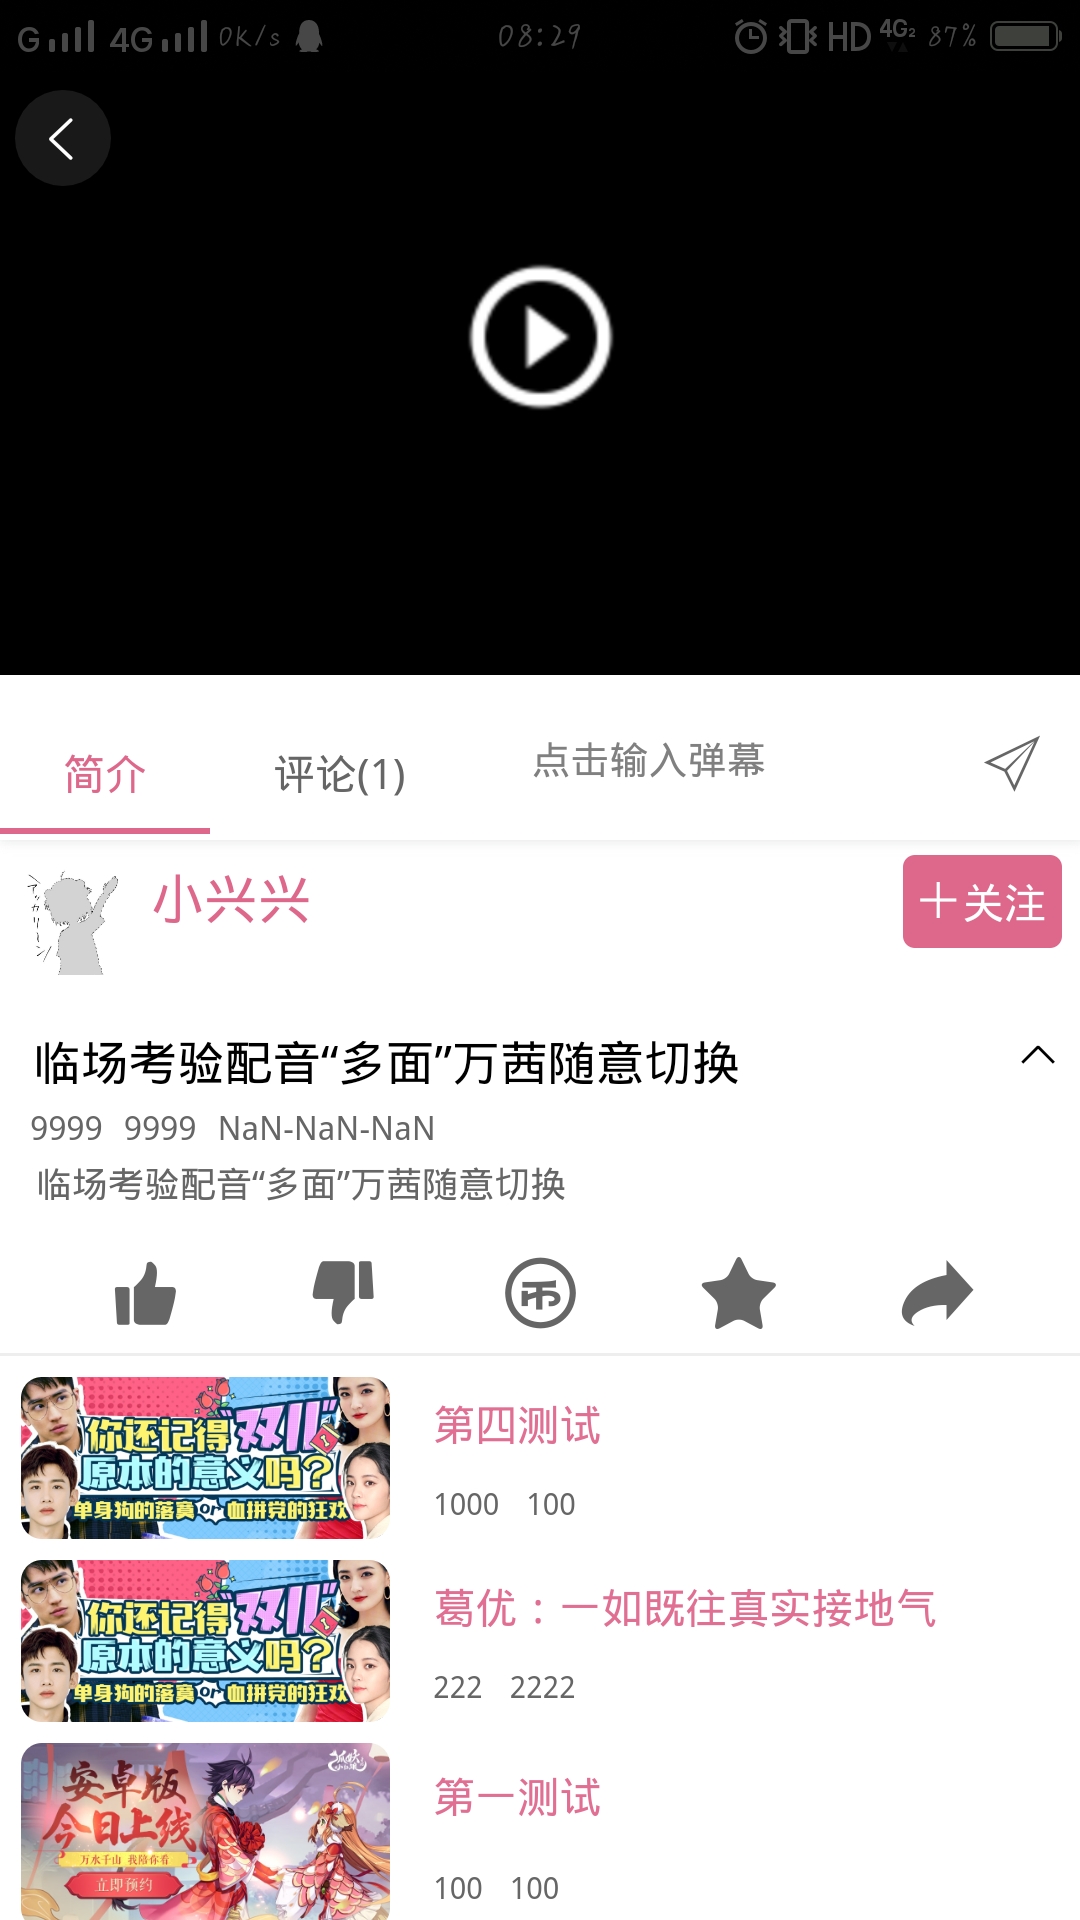 G 4G 0K/s 08:29 HD 4G2 87%
简介 评论(1) 点击输入弹幕
小兴兴
十关注
临场考验配音“多面”万茜随意切换
9999 9999 NaN-NaN-NaN
临场考验配音“多面”万茜随意切换
币
你还记得“双11”
原本的意义吗?
单身狗的落寞or血拼党的狂欢
第四测试
1000 100
你还记得“双11”
原本的意义吗?
单身狗的落寞or血拼党的狂欢
葛优：一如既往真实接地气
222 2222
安卓版
今日上线
万水千山 我陪你看
立即预约
第一测试
100 100